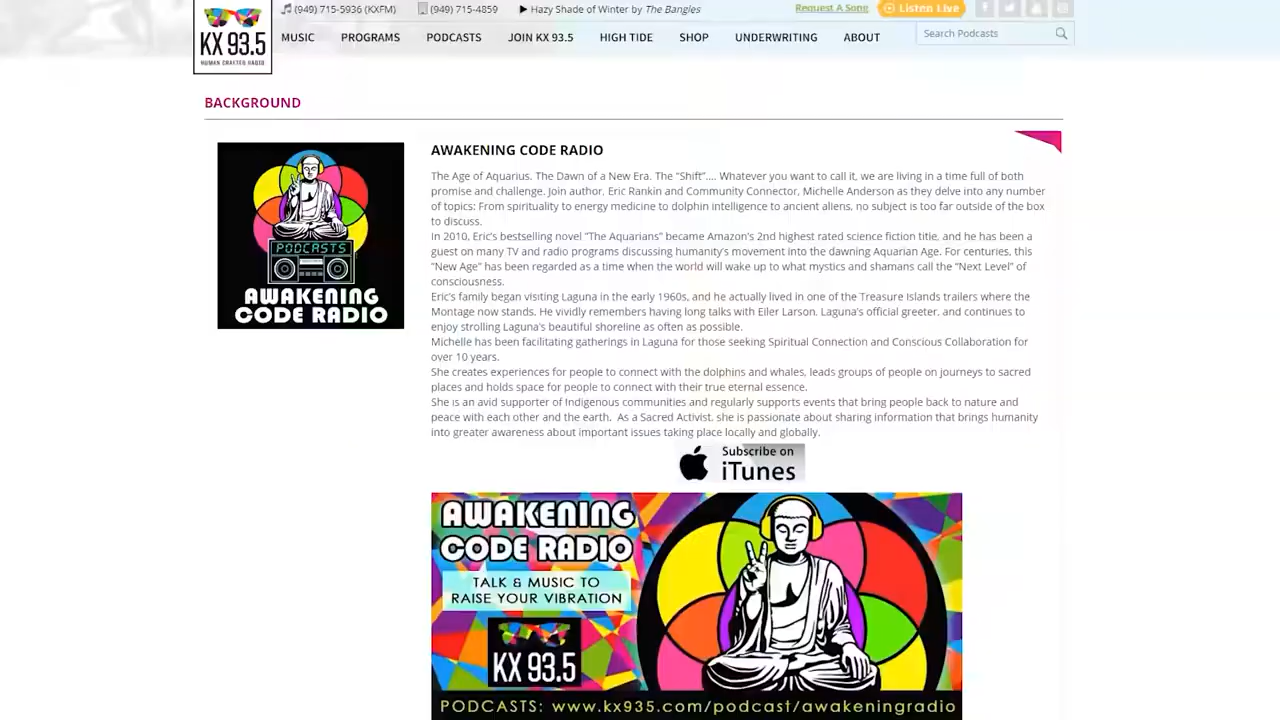 (949) 715-5936 (KXFM) (949) 715-4859 ▶ Hazy Shade of Winter by The Bangles Request A Song Listen Live
KX 93.5
HUMAN CRAFTED RADIO
MUSIC PROGRAMS PODCASTS JOIN KX 93.5 HIGH TIDE SHOP UNDERWRITING ABOUT Search Podcasts
BACKGROUND
PODCASTS
AWAKENING
CODE RADIO
AWAKENING CODE RADIO
The Age of Aquarius. The Dawn of a New Era. The “Shift”…. Whatever you want to call it, we are living in a time full of both
promise and challenge. Join author, Eric Rankin and Community Connector, Michelle Anderson as they delve into any number
of topics: From spirituality to energy medicine to dolphin intelligence to ancient aliens, no subject is too far outside of the box
to discuss.
In 2010, Eric’s bestselling novel “The Aquarians” became Amazon’s 2nd highest rated science fiction title, and he has been a
guest on many TV and radio programs discussing humanity’s movement into the dawning Aquarian Age. For centuries, this
“New Age” has been regarded as a time when the world will wake up to what mystics and shamans call the “Next Level” of
consciousness.
Eric’s family began visiting Laguna in the early 1960s, and he actually lived in one of the Treasure Islands trailers where the
Montage now stands. He vividly remembers having long talks with Eiler Larson, Laguna’s official greeter, and continues to
enjoy strolling Laguna’s beautiful shoreline as often as possible.
Michelle has been facilitating gatherings in Laguna for those seeking Spiritual Connection and Conscious Collaboration for
over 10 years.
She creates experiences for people to connect with the dolphins and whales, leads groups of people on journeys to sacred
places and holds space for people to connect with their true eternal essence.
She is an avid supporter of Indigenous communities and regularly supports events that bring people back to nature and
peace with each other and the earth. As a Sacred Activist, she is passionate about sharing information that brings humanity
into greater awareness about important issues taking place locally and globally.
Subscribe on
iTunes
AWAKENING
CODE RADIO
TALK & MUSIC TO
RAISE YOUR VIBRATION
KX 93.5
PODCASTS: www.kx935.com/podcast/awakeningradio